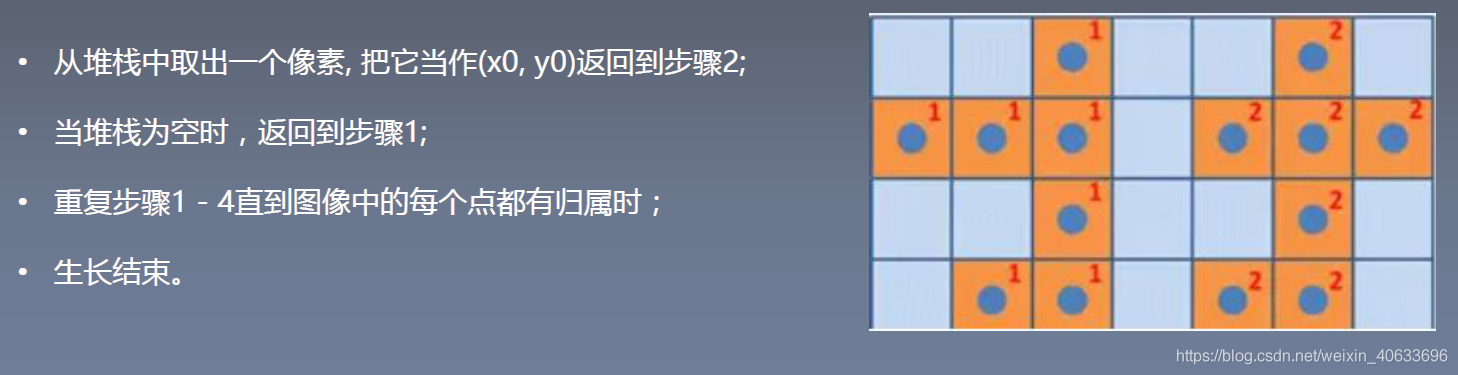 • 从堆栈中取出一个像素, 把它当作(x0, y0)返回到步骤2;
• 当堆栈为空时，返回到步骤1;
• 重复步骤1 - 4直到图像中的每个点都有归属时；
• 生长结束。
1 2
1 1 1 2 2 2
1 2
1 1 2 2
https://blog.csdn.net/weixin_40633696